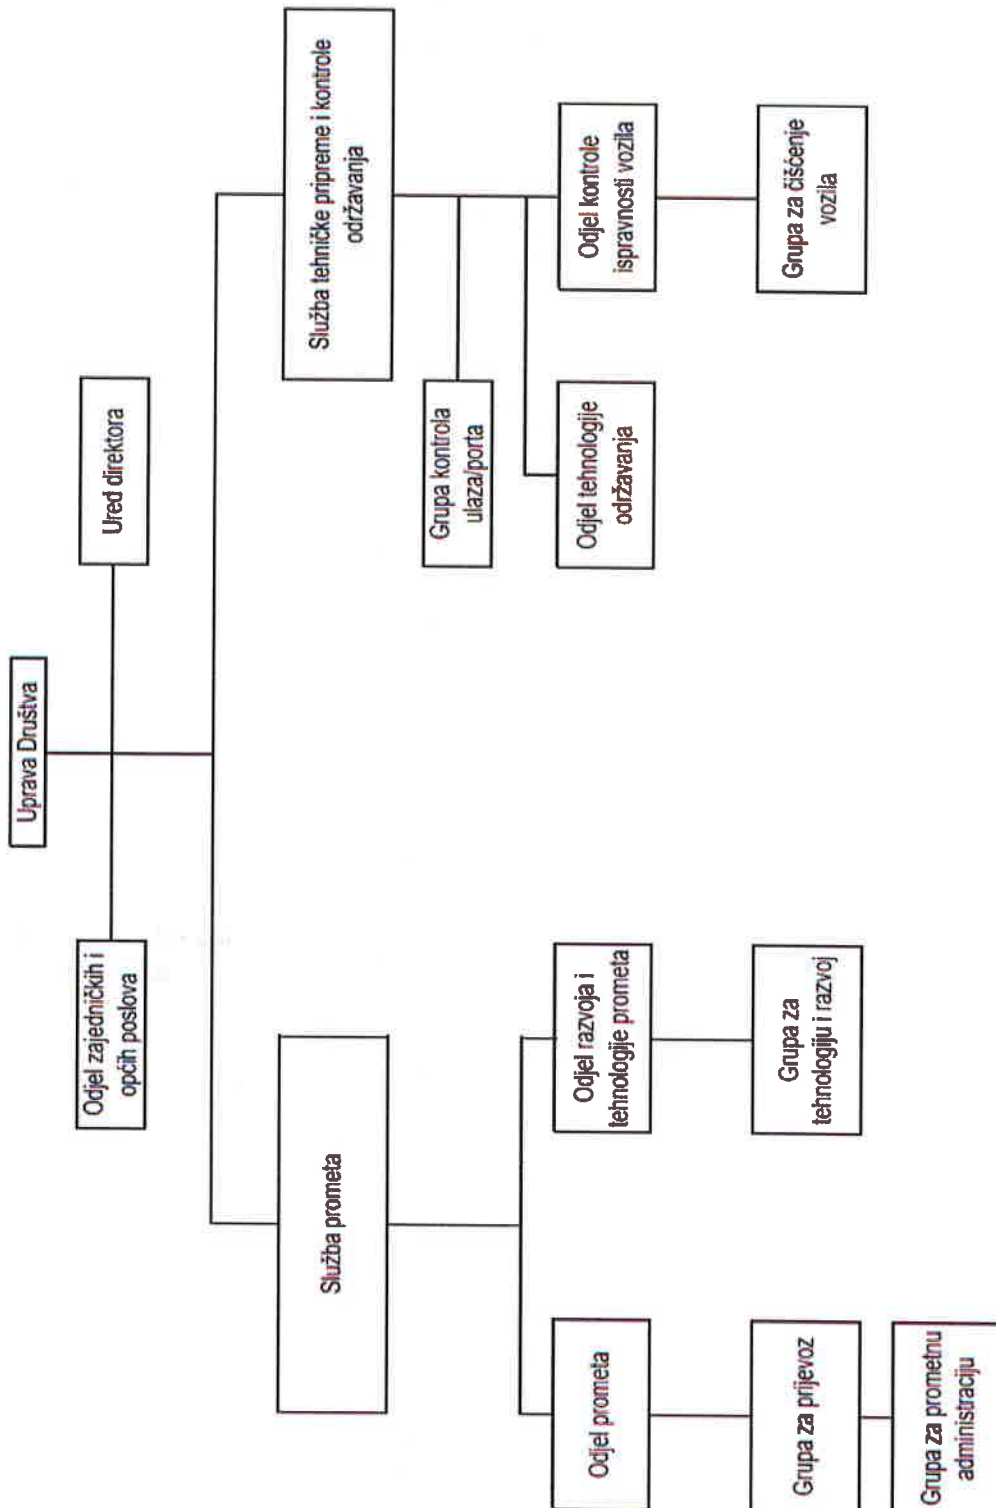 Uprava Društva
Odjel zajedničkih i
općih poslova
Ured direktora
Služba prometa
Služba tehničke pripreme i kontrole
održavanja
Grupa kontrola
ulaza/porta
Odjel prometa
Odjel razvoja i
tehnologije prometa
Odjel tehnologije
održavanja
Odjel kontrole
ispravnosti vozila
Grupa za prijevoz
Grupa za
tehnologiju i razvoj
Grupa za čišćenje
vozila
Grupa za prometnu
administraciju